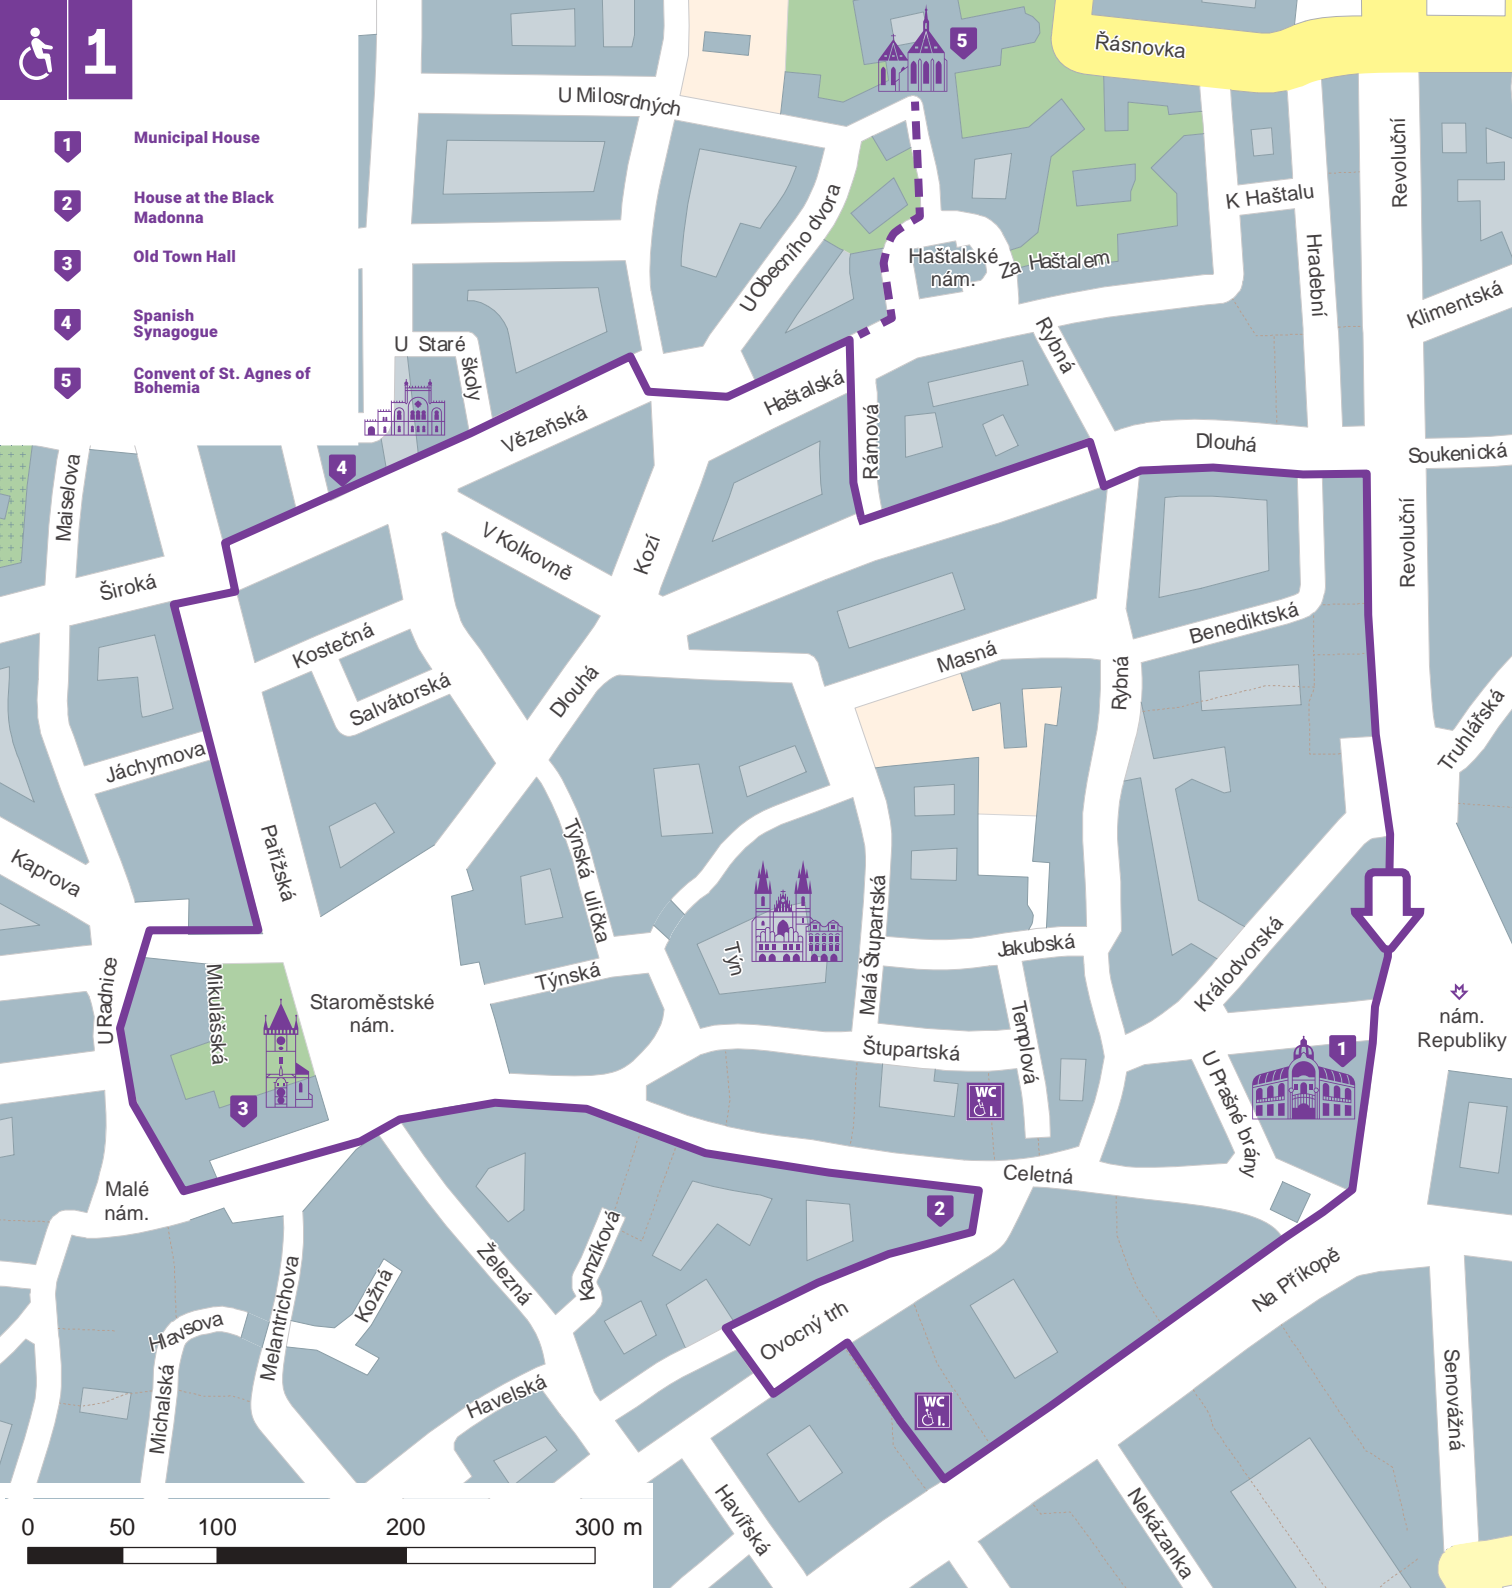 1
1
Municipal House
2
House at the Black
Madonna
3
Old Town Hall
4
Spanish
Synagogue
5
Convent of St. Agnes of
Bohemia
5
Řásnovka
U Milosrdných
U Obecního dvora
K Haštalu
Revoluční
Hradební
Haštalské
nám.
Za Haštalem
Klimentská
Rybná
U Staré
školy
Vězeňská
Haštalská
Rámová
Dlouhá
Soukenická
4
Maiselova
Široká
V Kolkovně
Kozí
Revoluční
Kostečná
Salvátorská
Dlouhá
Masná
Rybná
Benediktská
Truhlářská
Jáchymova
Pařížská
Kaprova
Týnská ulička
Týn
Malá Štupartská
Jakubská
Královodvorská
U Radnice
Mikulášská
Staroměstské
nám.
Týnská
Štupartská
Templová
U Prašné brány
nám.
Republiky
1
WC
I.
3
Malé
nám.
Celetná
2
Železná
Kamzíková
Kožná
Melantrichova
Hlavsova
Michalská
Havelská
Ovocný trh
Na Příkopě
Senovážná
WC
I.
Havířská
Nekázanka
0 50 100 200 300 m